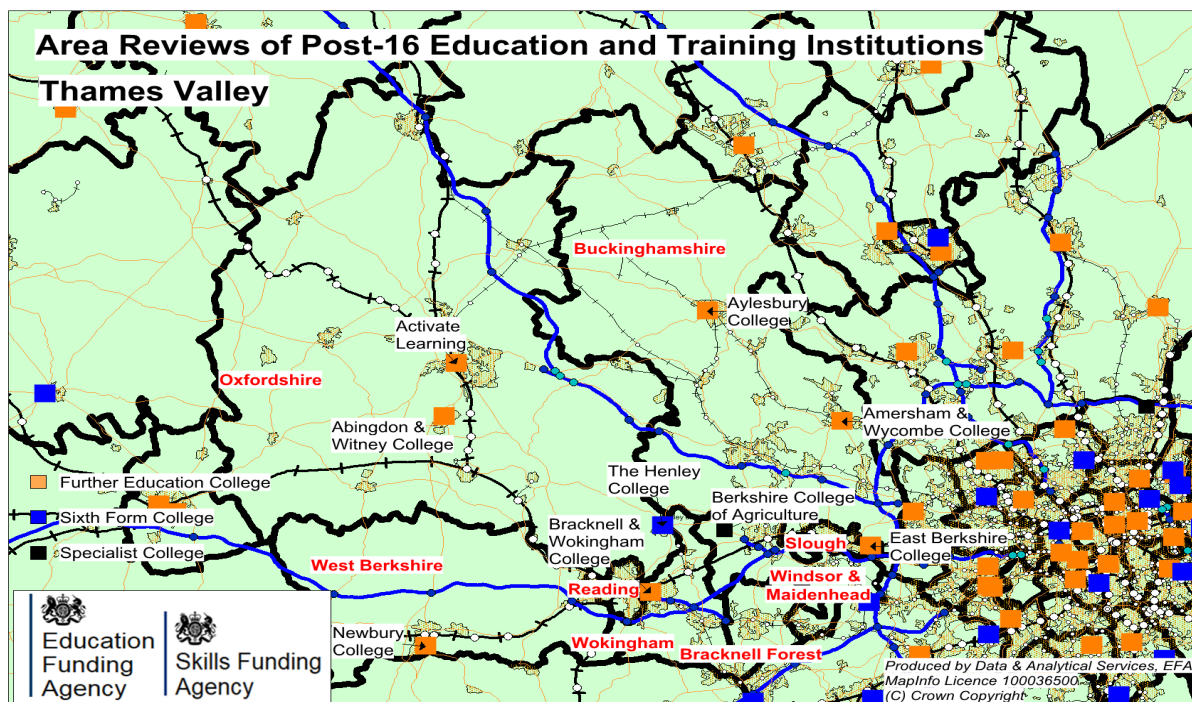 Area Reviews of Post-16 Education and Training Institutions
Thames Valley
Buckinghamshire
Aylesbury
College
Activate
Learning
Oxfordshire
Abingdon &
Witney College
Amersham &
Wycombe College
The Henley
College
Berkshire College
of Agriculture
Further Education College
Sixth Form College
Specialist College
Bracknell &
Wokingham
College
Slough
East Berkshire
College
West Berkshire
Reading
Windsor &
Maidenhead
Newbury
College
Wokingham
Bracknell Forest
Education
Funding
Agency
Skills Funding
Agency
Produced by Data & Analytical Services, EFA
MapInfo Licence 100036500
(C) Crown Copyright